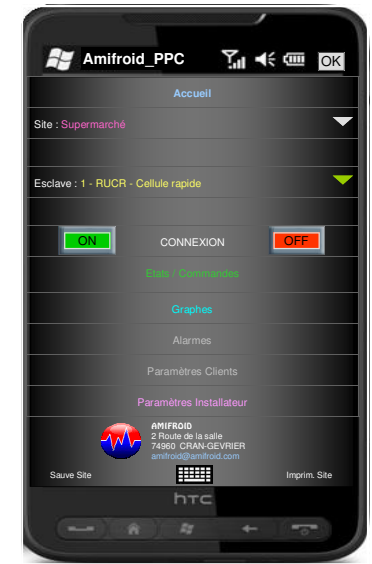 Amifroid_PPC
OK
Accueil
Site : Supermarché
Esclave : 1 - RUCR - Cellule rapide
ON CONNEXION OFF
Etats / Commandes
Graphes
Alarmes
Paramètres Clients
Paramètres Installateur
AMIFROID
2 Route de la salle
74960 CRAN-GEVRIER
amifroid@amifroid.com
Sauve Site
Imprim. Site
hTC